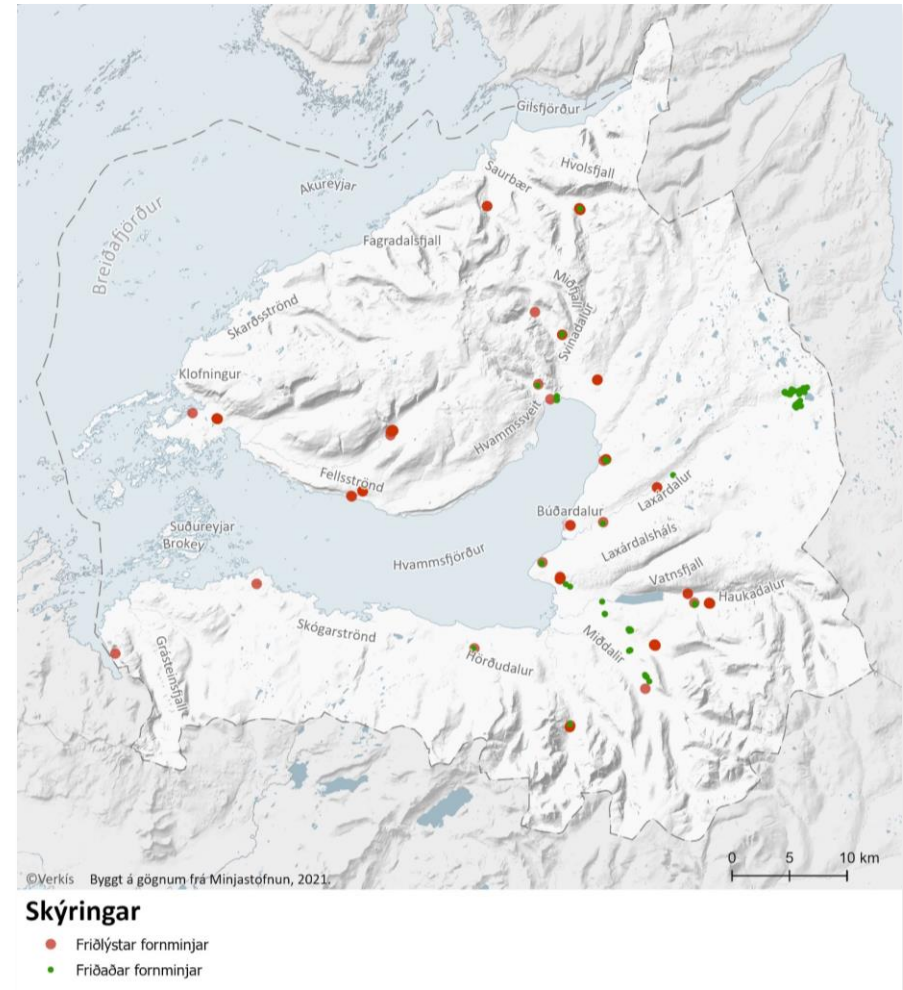 Gilsfjörður
Saurbær
Hvolsfjall
Akureyjar
Breiðafjörður
Fagradalsfjall
Miðfjall
Skarðsströnd
Svínadalur
Klofningur
Hvammssveit
Fellsströnd
Laxárdalur
Búðardalur
Suðureyjar
Brokey
Laxárdalsháls
Hvammsfjörður
Vatnsfjall
Haukadalur
Skógarströnd
Miðdalir
Hörðudalur
Grásteinsfjall
0 5 10 km
©Verkís Byggt á gögnum frá Minjastofnun, 2021.
Skýringar
Friðlýstar fornminjar
Friðaðar fornminjar